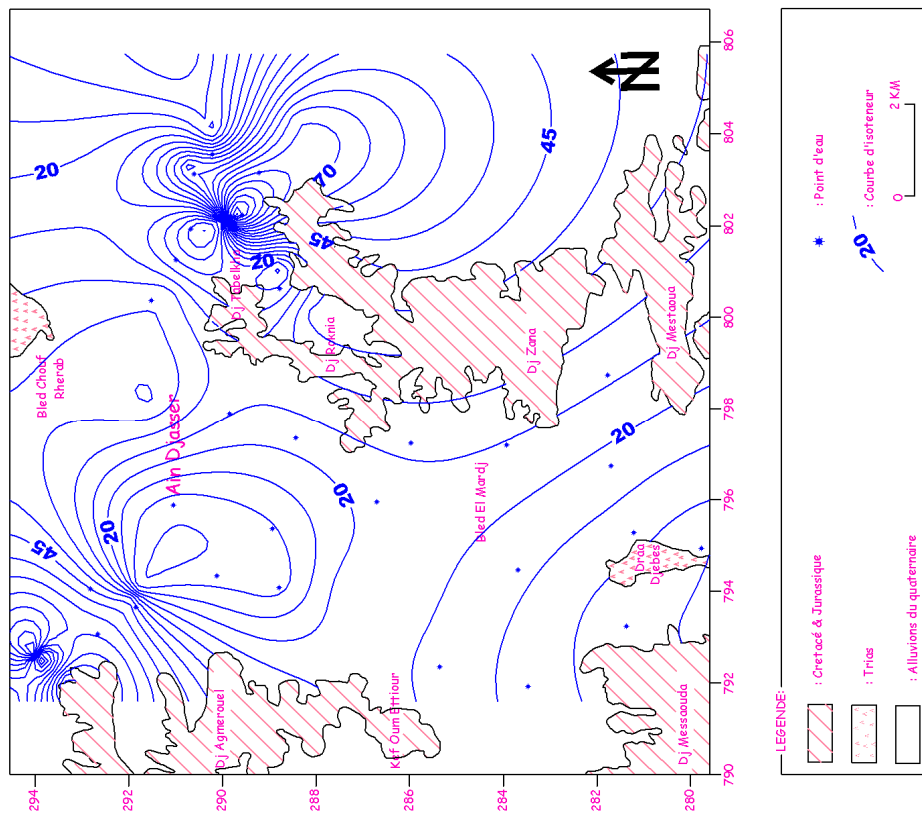 294
292
290
288
286
284
282
280
790
792
794
796
798
800
802
804
806
20
20
20
20
20
45
45
45
70
Bled Chouf
Rherab
Ain Djasser
Dj Tabelkhir
Dj Roknia
Dj Zana
Dj Mestaoua
Bled El Mardj
Draa
Djebes
Dj Agmerouel
Kef Oum Ettiour
Dj Messaouda
N
LEGENDE:
: Cretacé & Jurassique
: Trias
: Alluvions du quaternaire
: Point d'eau
20
: Courbe d'isoteneur
0
2 KM